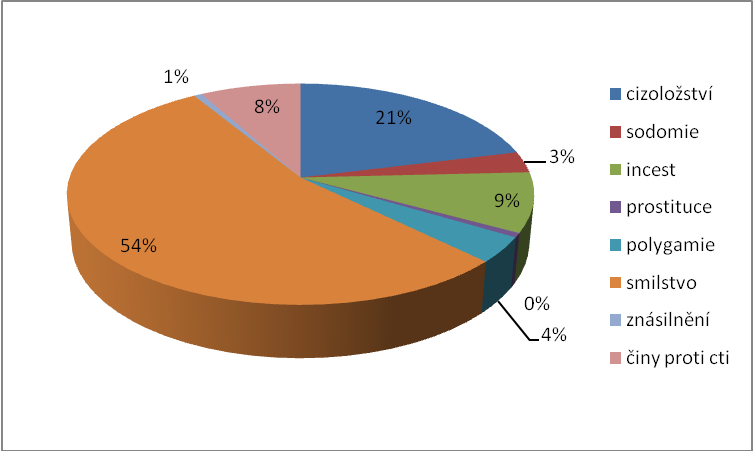 1%
8%
21%
3%
9%
54%
0%
4%
cizoložství
sodomie
incest
prostituce
polygamie
smilstvo
znásilnění
činy proti cti